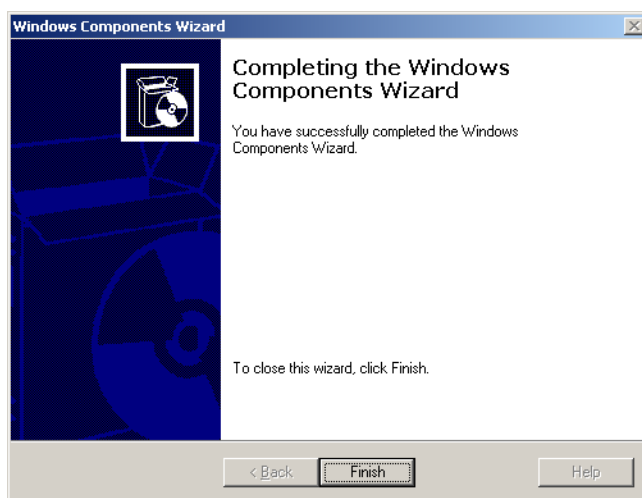 Windows Components Wizard
Completing the Windows
Components Wizard
You have successfully completed the Windows
Components Wizard.
To close this wizard, click Finish.
< Back
Finish
Help